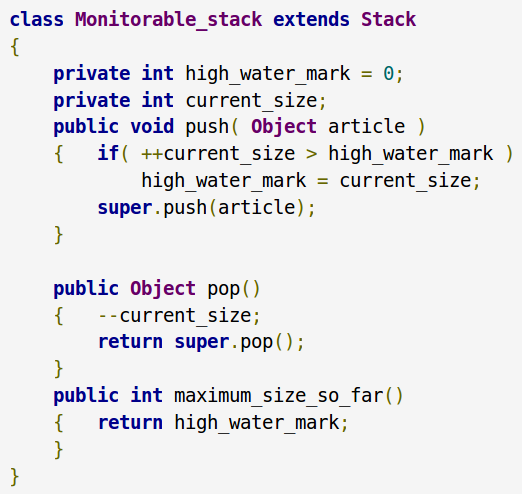 class Monitorable_stack extends Stack
{
    private int high_water_mark = 0;
    private int current_size;
    public void push( Object article )
    {   if( ++current_size > high_water_mark )
            high_water_mark = current_size;
        super.push(article);
    }

    public Object pop()
    {   --current_size;
        return super.pop();
    }
    public int maximum_size_so_far()
    {   return high_water_mark;
    }
}